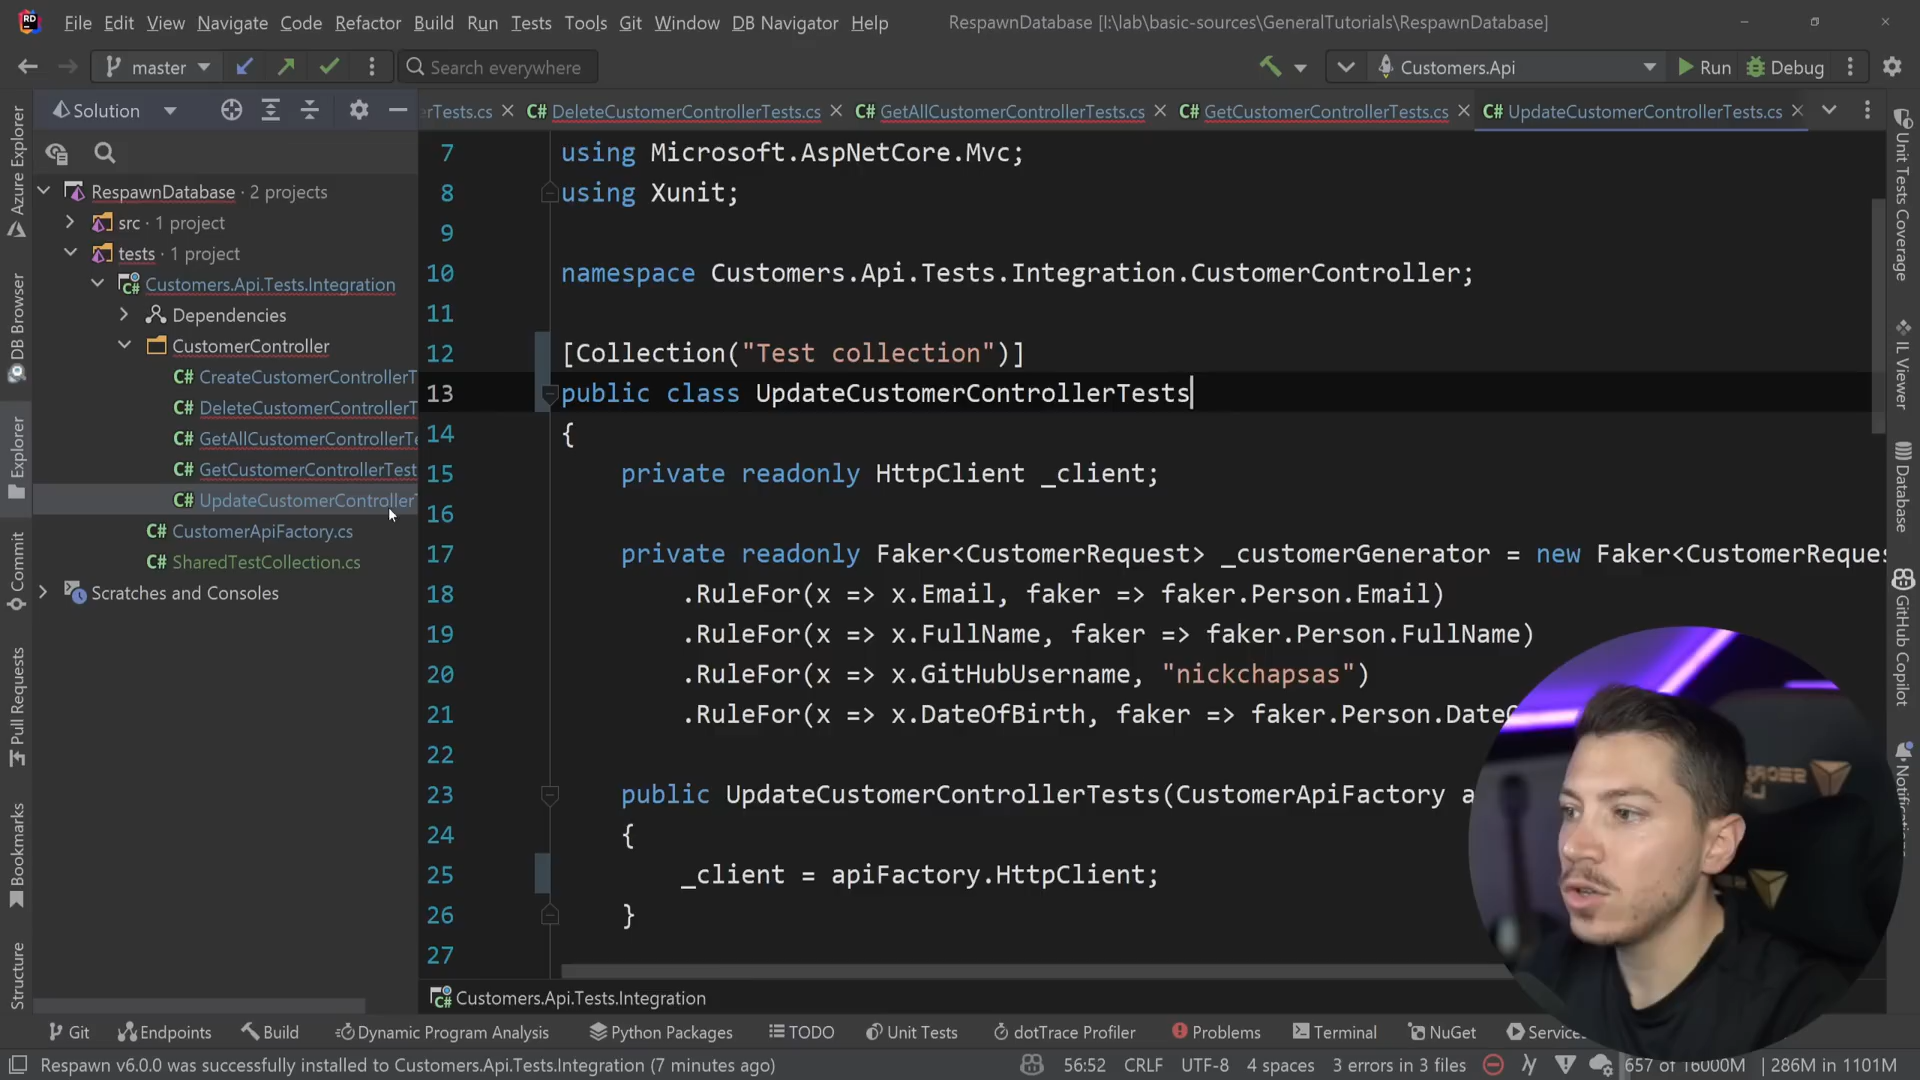 RD File Edit View Navigate Code Refactor Build Run Tests Tools Git Window DB Navigator Help RespawnDatabase [I:\lab\basic-sources\GeneralTutorials\RespawnDatabase]
master Search everywhere Customers.Api Run Debug
Solution
erTests.cs C# DeleteCustomerControllerTests.cs C# GetAllCustomerControllerTests.cs C# GetCustomerControllerTests.cs C# UpdateCustomerControllerTests.cs
RespawnDatabase · 2 projects
src · 1 project
tests · 1 project
Customers.Api.Tests.Integration
Dependencies
CustomerController
C# CreateCustomerControllerT
C# DeleteCustomerControllerT
C# GetAllCustomerControllerTe
C# GetCustomerControllerTest
C# UpdateCustomerControllerT
C# CustomerApiFactory.cs
C# SharedTestCollection.cs
Scratches and Consoles
Azure Explorer
DB Browser
Explorer
Commit
Pull Requests
Bookmarks
Structure
7 using Microsoft.AspNetCore.Mvc;
8 using Xunit;
9
10 namespace Customers.Api.Tests.Integration.CustomerController;
11
12 [Collection("Test collection")]
13 public class UpdateCustomerControllerTests
14 {
15 private readonly HttpClient _client;
16
17 private readonly Faker<CustomerRequest> _customerGenerator = new Faker<CustomerReques
18 .RuleFor(x => x.Email, faker => faker.Person.Email)
19 .RuleFor(x => x.FullName, faker => faker.Person.FullName)
20 .RuleFor(x => x.GitHubUsername, "nickchapsas")
21 .RuleFor(x => x.DateOfBirth, faker => faker.Person.Date
22
23 public UpdateCustomerControllerTests(CustomerApiFactory a
24 {
25 _client = apiFactory.HttpClient;
26 }
27
Unit Tests Coverage
IL Viewer
Database
GitHub Copilot
Notifications
Customers.Api.Tests.Integration
Git Endpoints Build Dynamic Program Analysis Python Packages TODO Unit Tests dotTrace Profiler Problems Terminal NuGet Services
Respawn v6.0.0 was successfully installed to Customers.Api.Tests.Integration (7 minutes ago) 56:52 CRLF UTF-8 4 spaces 3 errors in 3 files 657 of 16000M 286M in 1101M